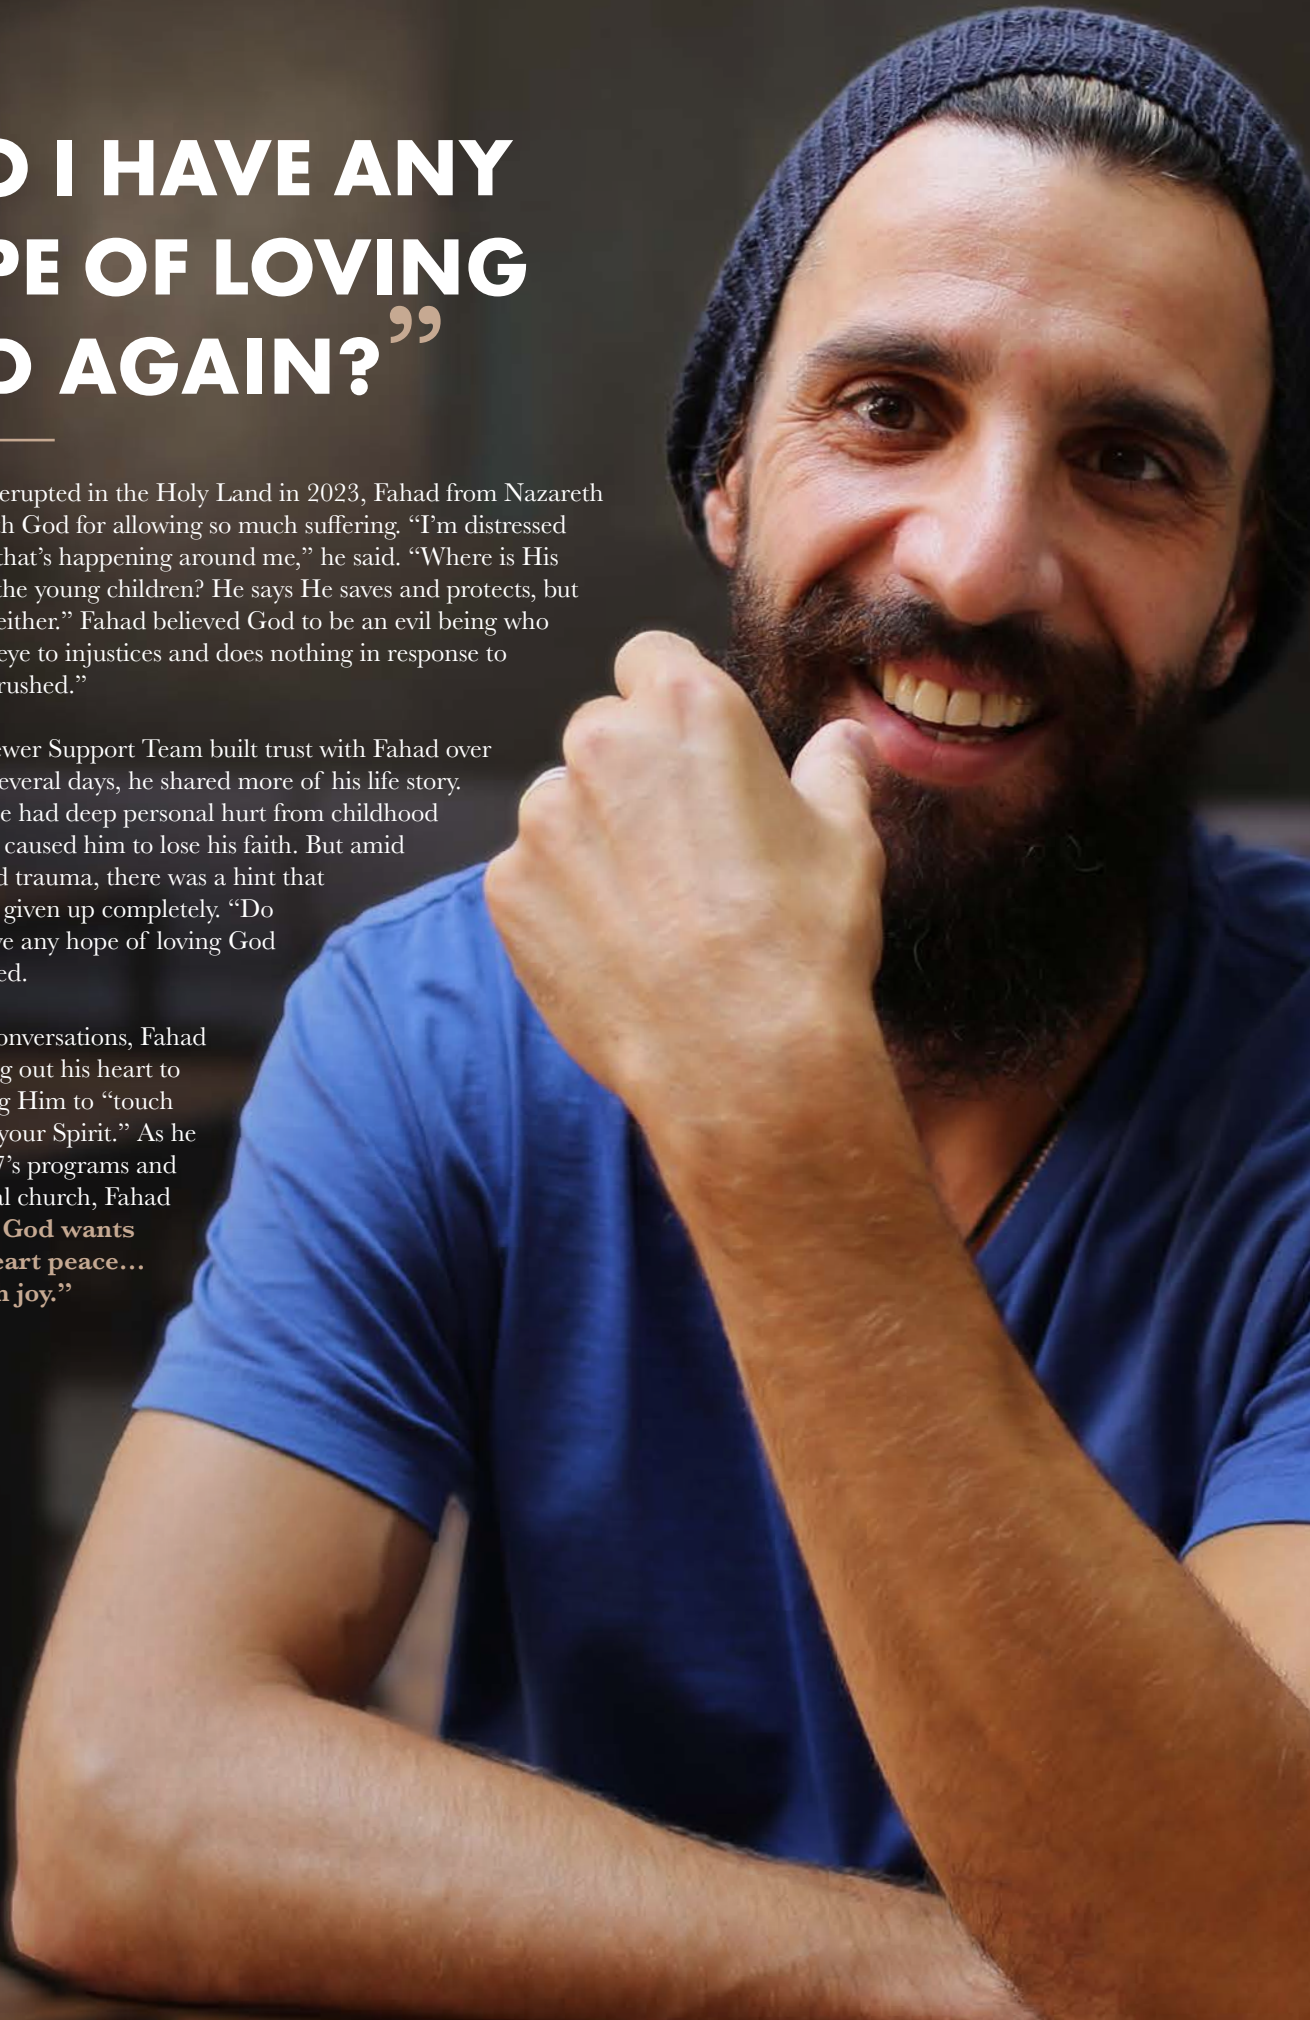 O I HAVE ANY
PE OF LOVING
D AGAIN?”
erupted in the Holy Land in 2023, Fahad from Nazareth
h God for allowing so much suffering. “I’m distressed
that’s happening around me,” he said. “Where is His
the young children? He says He saves and protects, but
either.” Fahad believed God to be an evil being who
eye to injustices and does nothing in response to
rushed.”
ewer Support Team built trust with Fahad over
everal days, he shared more of his life story.
e had deep personal hurt from childhood
caused him to lose his faith. But amid
d trauma, there was a hint that
given up completely. “Do
ve any hope of loving God
ed.
onversations, Fahad
g out his heart to
g Him to “touch
your Spirit.” As he
7’s programs and
al church, Fahad
God wants
eart peace…
n joy.”